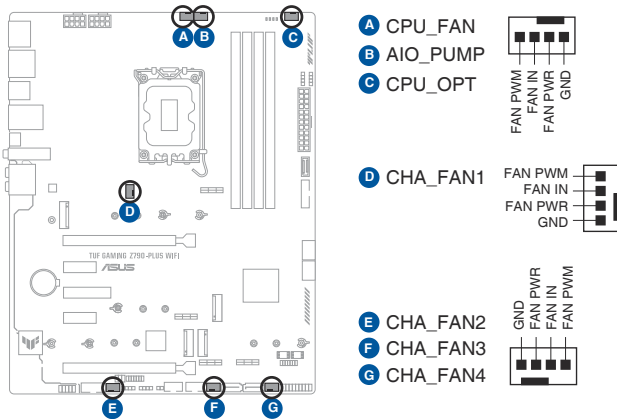 A CPU_FAN
B AIO_PUMP
C CPU_OPT
FAN PWM
FAN IN
FAN PWR
GND
A
B
C
D CHA_FAN1
FAN PWM
FAN IN
FAN PWR
GND
D
TUF GAMING Z790-PLUS WIFI
ASUS
E CHA_FAN2
F CHA_FAN3
G CHA_FAN4
GND
FAN PWR
FAN IN
FAN PWM
E
F
G